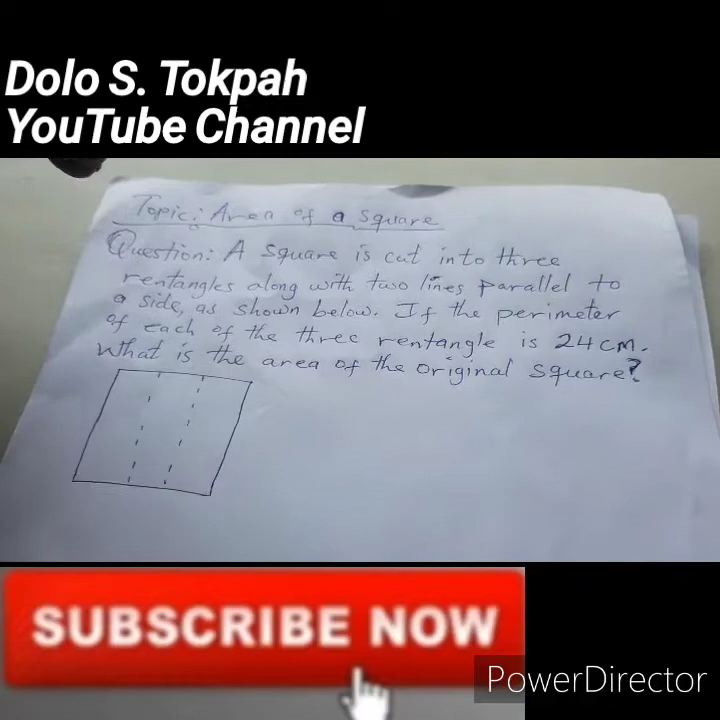 Dolo S. Tokpah
YouTube Channel
Topic: Area of a square
Question: A square is cut into three
rentangles along with two lines parallel to
a side, as shown below. If the perimeter
of each of the three rentangle is 24cm.
What is the area of the original square?
SUBSCRIBE NOW
PowerDirector